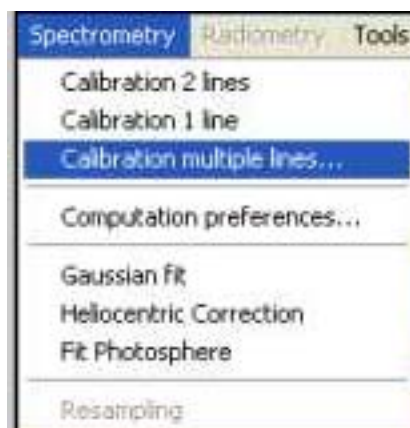 Spectrometry Radiometry Tools
Calibration 2 lines
Calibration 1 line
Calibration multiple lines...
Computation preferences...
Gaussian fit
Heliocentric Correction
Fit Photosphere
Resampling